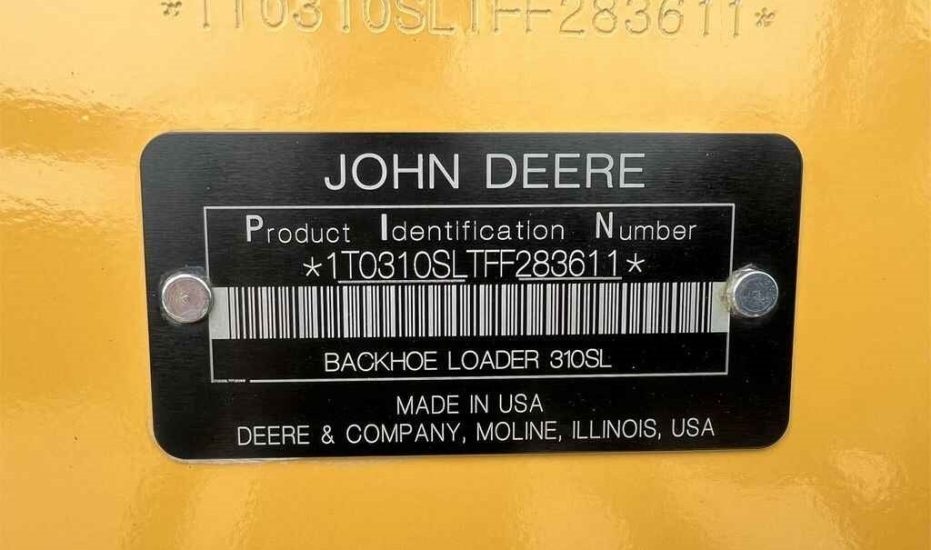 *1T0310SLTFF283611*
JOHN DEERE
Product Identification Number
*1T0310SLTFF283611*
BACKHOE LOADER 310SL
MADE IN USA
DEERE & COMPANY, MOLINE, ILLINOIS, USA